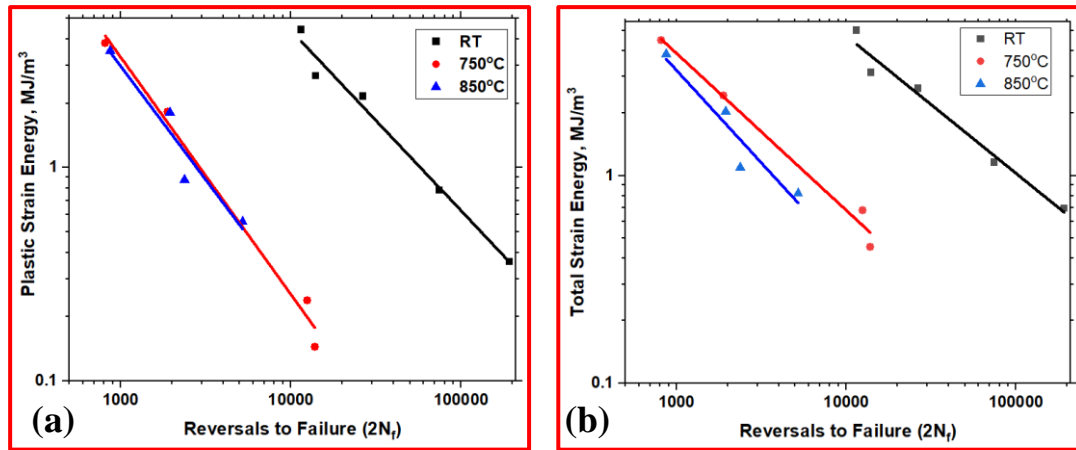 Plastic Strain Energy, MJ/m³
1
0.1
RT
750°C
850°C
1000
10000
100000
(a)
Reversals to Failure (2Nf)
Total Strain Energy, MJ/m³
1
0.1
RT
750°C
850°C
1000
10000
100000
(b)
Reversals to Failure (2Nf)